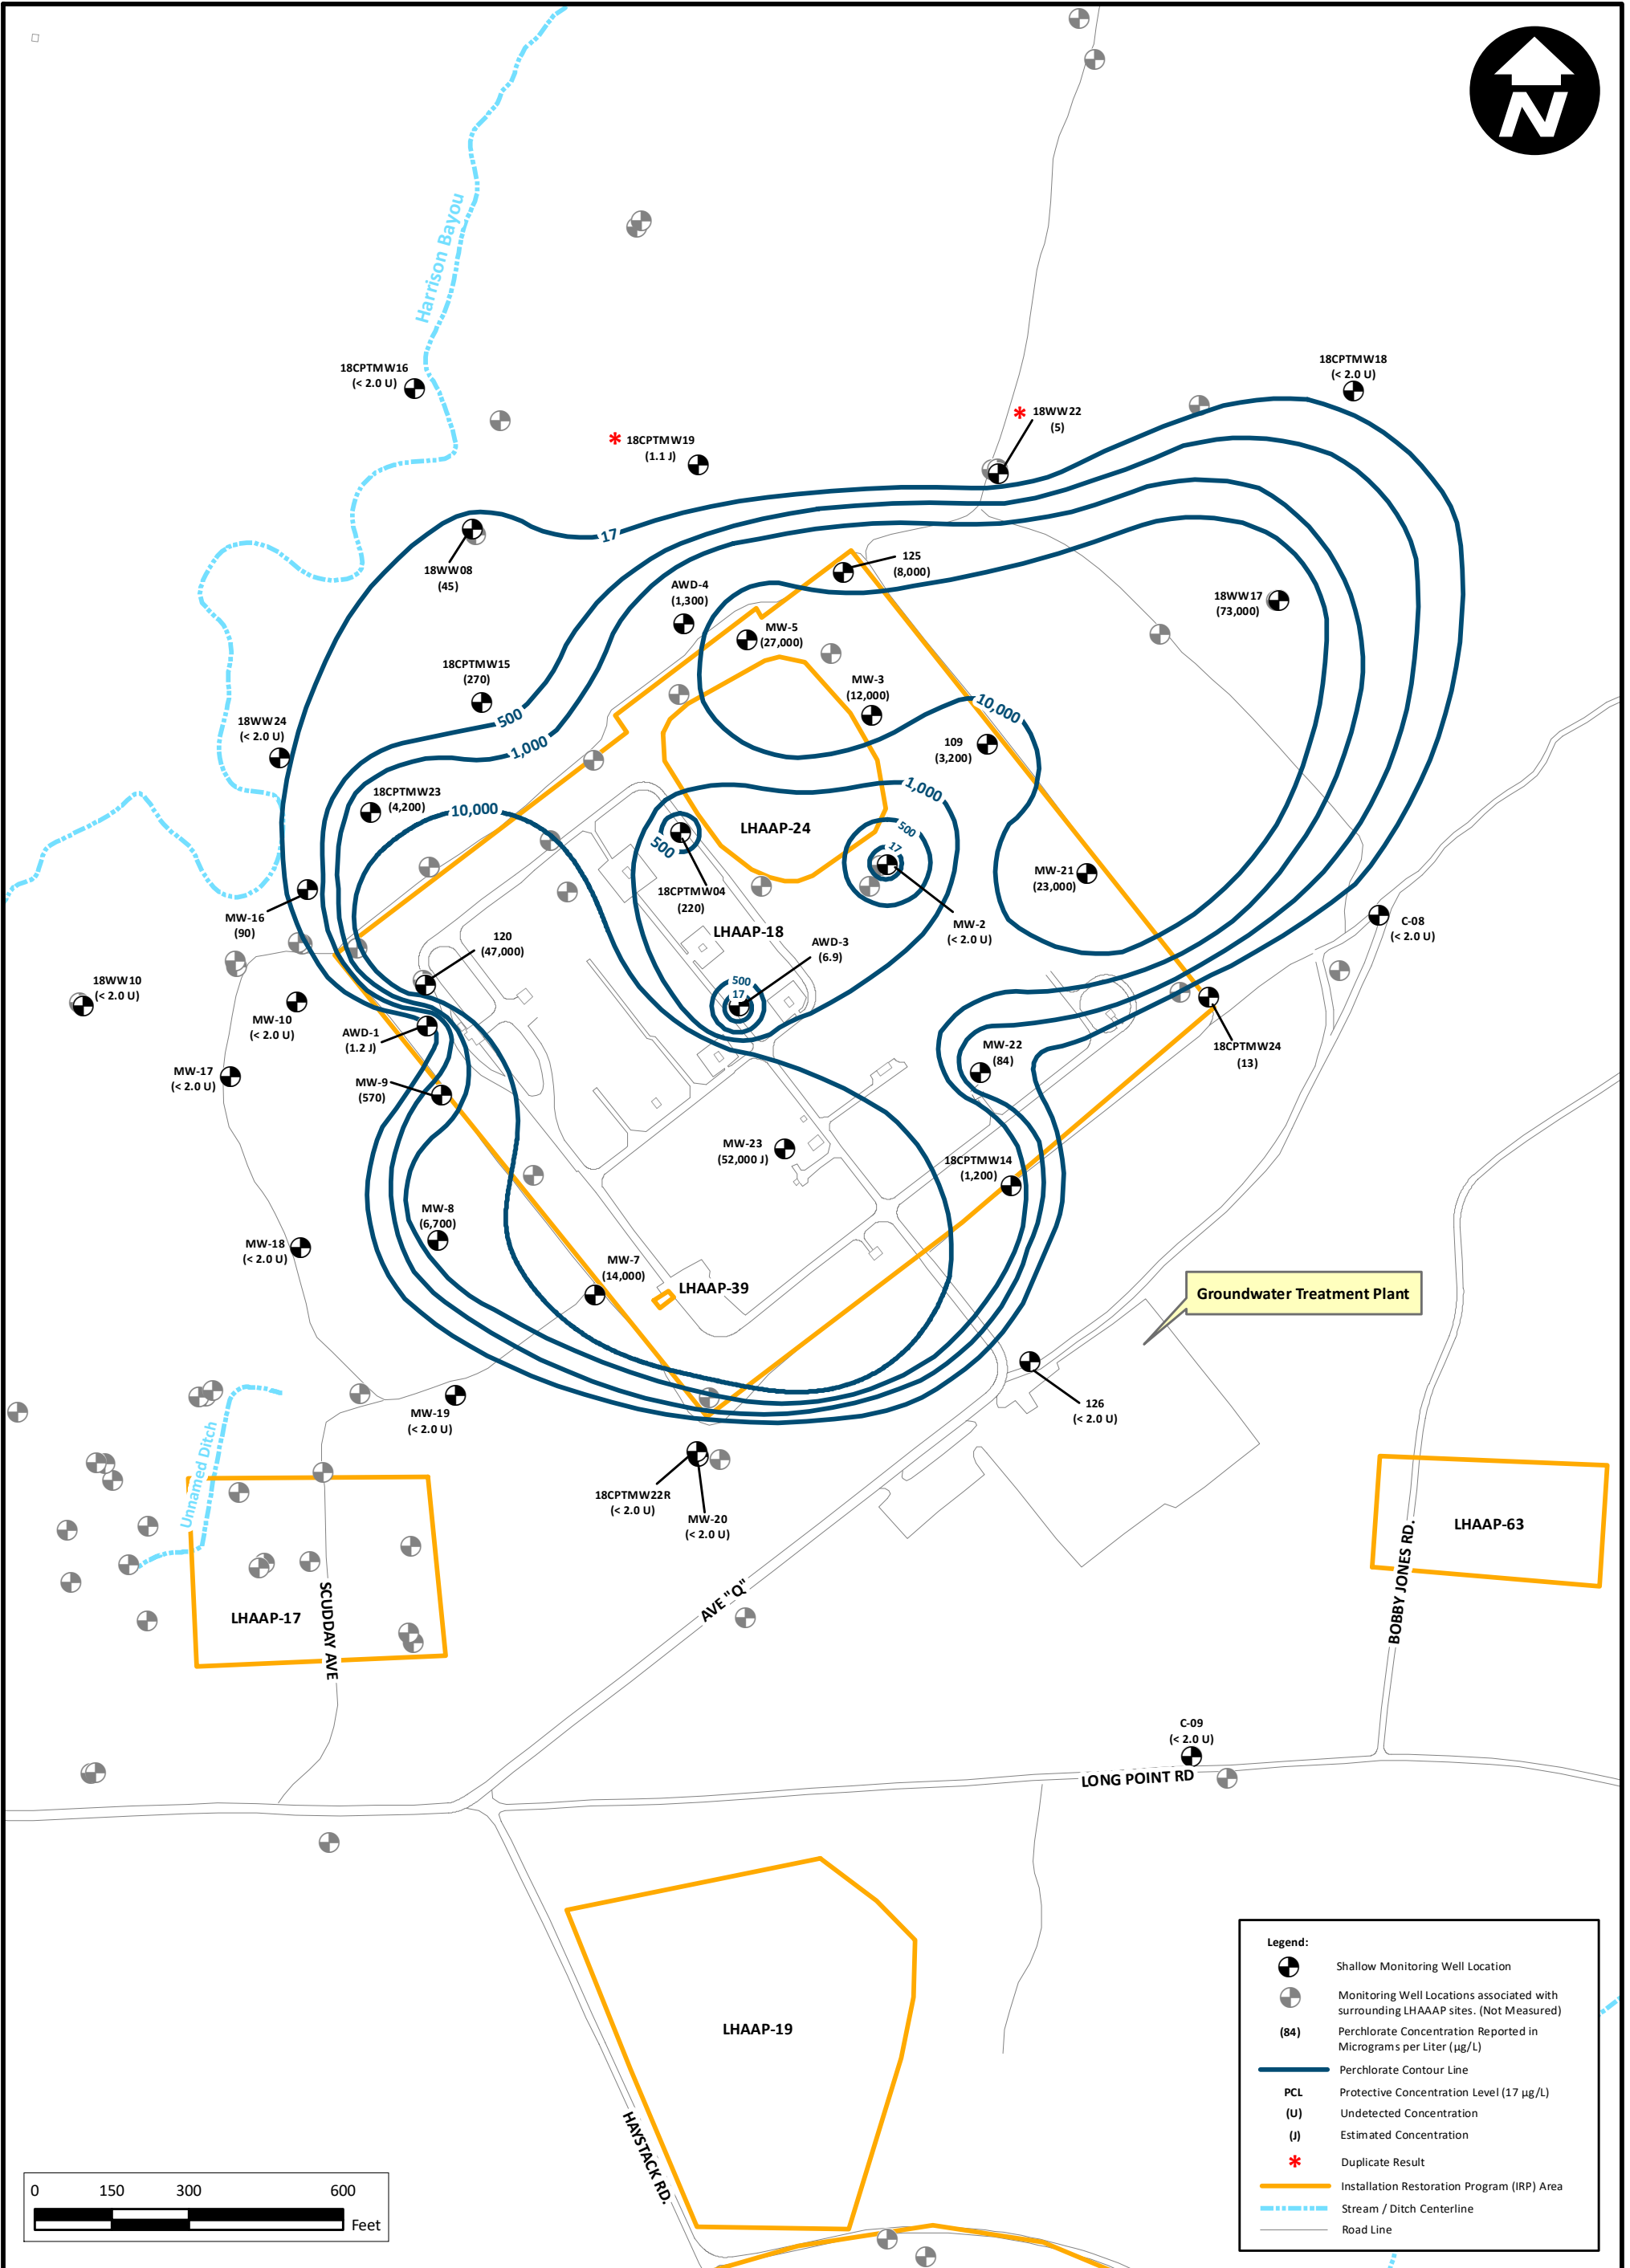 N
Harrison Bayou
18CPTMW16
(< 2.0 U)
18CPTMW18
(< 2.0 U)
* 18WW22
(5)
* 18CPTMW19
(1.1 J)
17
18WW08
(45)
125
(8,000)
AWD-4
(1,300)
18WW17
(73,000)
MW-5
(27,000)
18CPTMW15
(270)
MW-3
(12,000)
500
10,000
18WW24
(< 2.0 U)
1,000
109
(3,200)
18CPTMW23
(4,200)
10,000
1,000
LHAAP-24
500
500
17
MW-21
(23,000)
18CPTMW04
(220)
MW-16
(90)
MW-2
(< 2.0 U)
C-08
(< 2.0 U)
LHAAP-18
120
(47,000)
AWD-3
(6.9)
18WW10
(< 2.0 U)
500
17
MW-10
(< 2.0 U)
AWD-1
(1.2 J)
18CPTMW24
(13)
MW-22
(84)
MW-17
(< 2.0 U)
MW-9
(570)
MW-23
(52,000 J)
18CPTMW14
(1,200)
MW-8
(6,700)
MW-18
(< 2.0 U)
MW-7
(14,000)
LHAAP-39
Groundwater Treatment Plant
MW-19
(< 2.0 U)
126
(< 2.0 U)
Unnamed Ditch
18CPTMW22R
(< 2.0 U)
MW-20
(< 2.0 U)
LHAAP-63
BOBBY JONES RD.
AVE "Q"
LHAAP-17
SCUDDAY AVE
C-09
(< 2.0 U)
LONG POINT RD
LHAAP-19
HAYSTACK RD.
0 150 300 600
Feet
Legend:
Shallow Monitoring Well Location
Monitoring Well Locations associated with
surrounding LHAAAP sites. (Not Measured)
(84) Perchlorate Concentration Reported in
Micrograms per Liter (µg/L)
Perchlorate Contour Line
PCL Protective Concentration Level (17 µg/L)
(U) Undetected Concentration
(J) Estimated Concentration
* Duplicate Result
Installation Restoration Program (IRP) Area
Stream / Ditch Centerline
Road Line